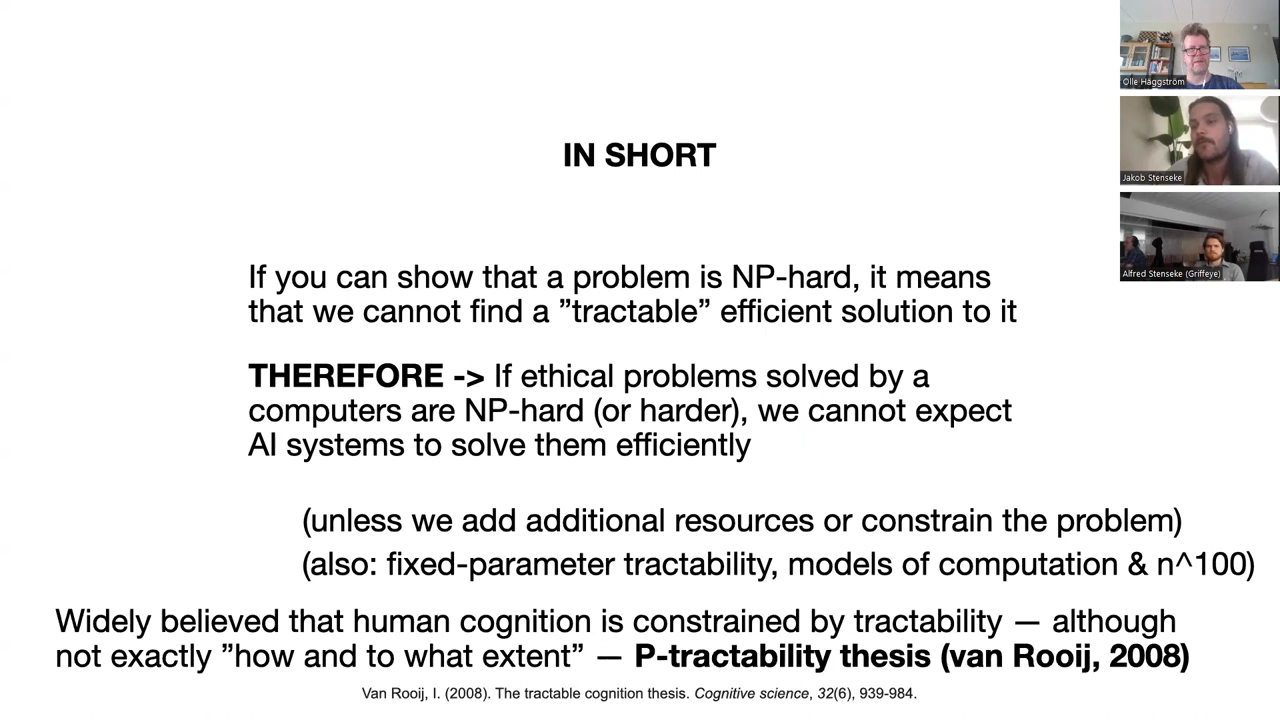 IN SHORT
If you can show that a problem is NP-hard, it means
that we cannot find a ”tractable” efficient solution to it
THEREFORE -> If ethical problems solved by a
computers are NP-hard (or harder), we cannot expect
AI systems to solve them efficiently
(unless we add additional resources or constrain the problem)
(also: fixed-parameter tractability, models of computation & n^100)
Widely believed that human cognition is constrained by tractability — although
not exactly ”how and to what extent” — P-tractability thesis (van Rooij, 2008)
Van Rooij, I. (2008). The tractable cognition thesis. Cognitive science, 32(6), 939-984.
Olle Häggström
Jakob Stenseke
Alfred Stenseke (Griffeye)